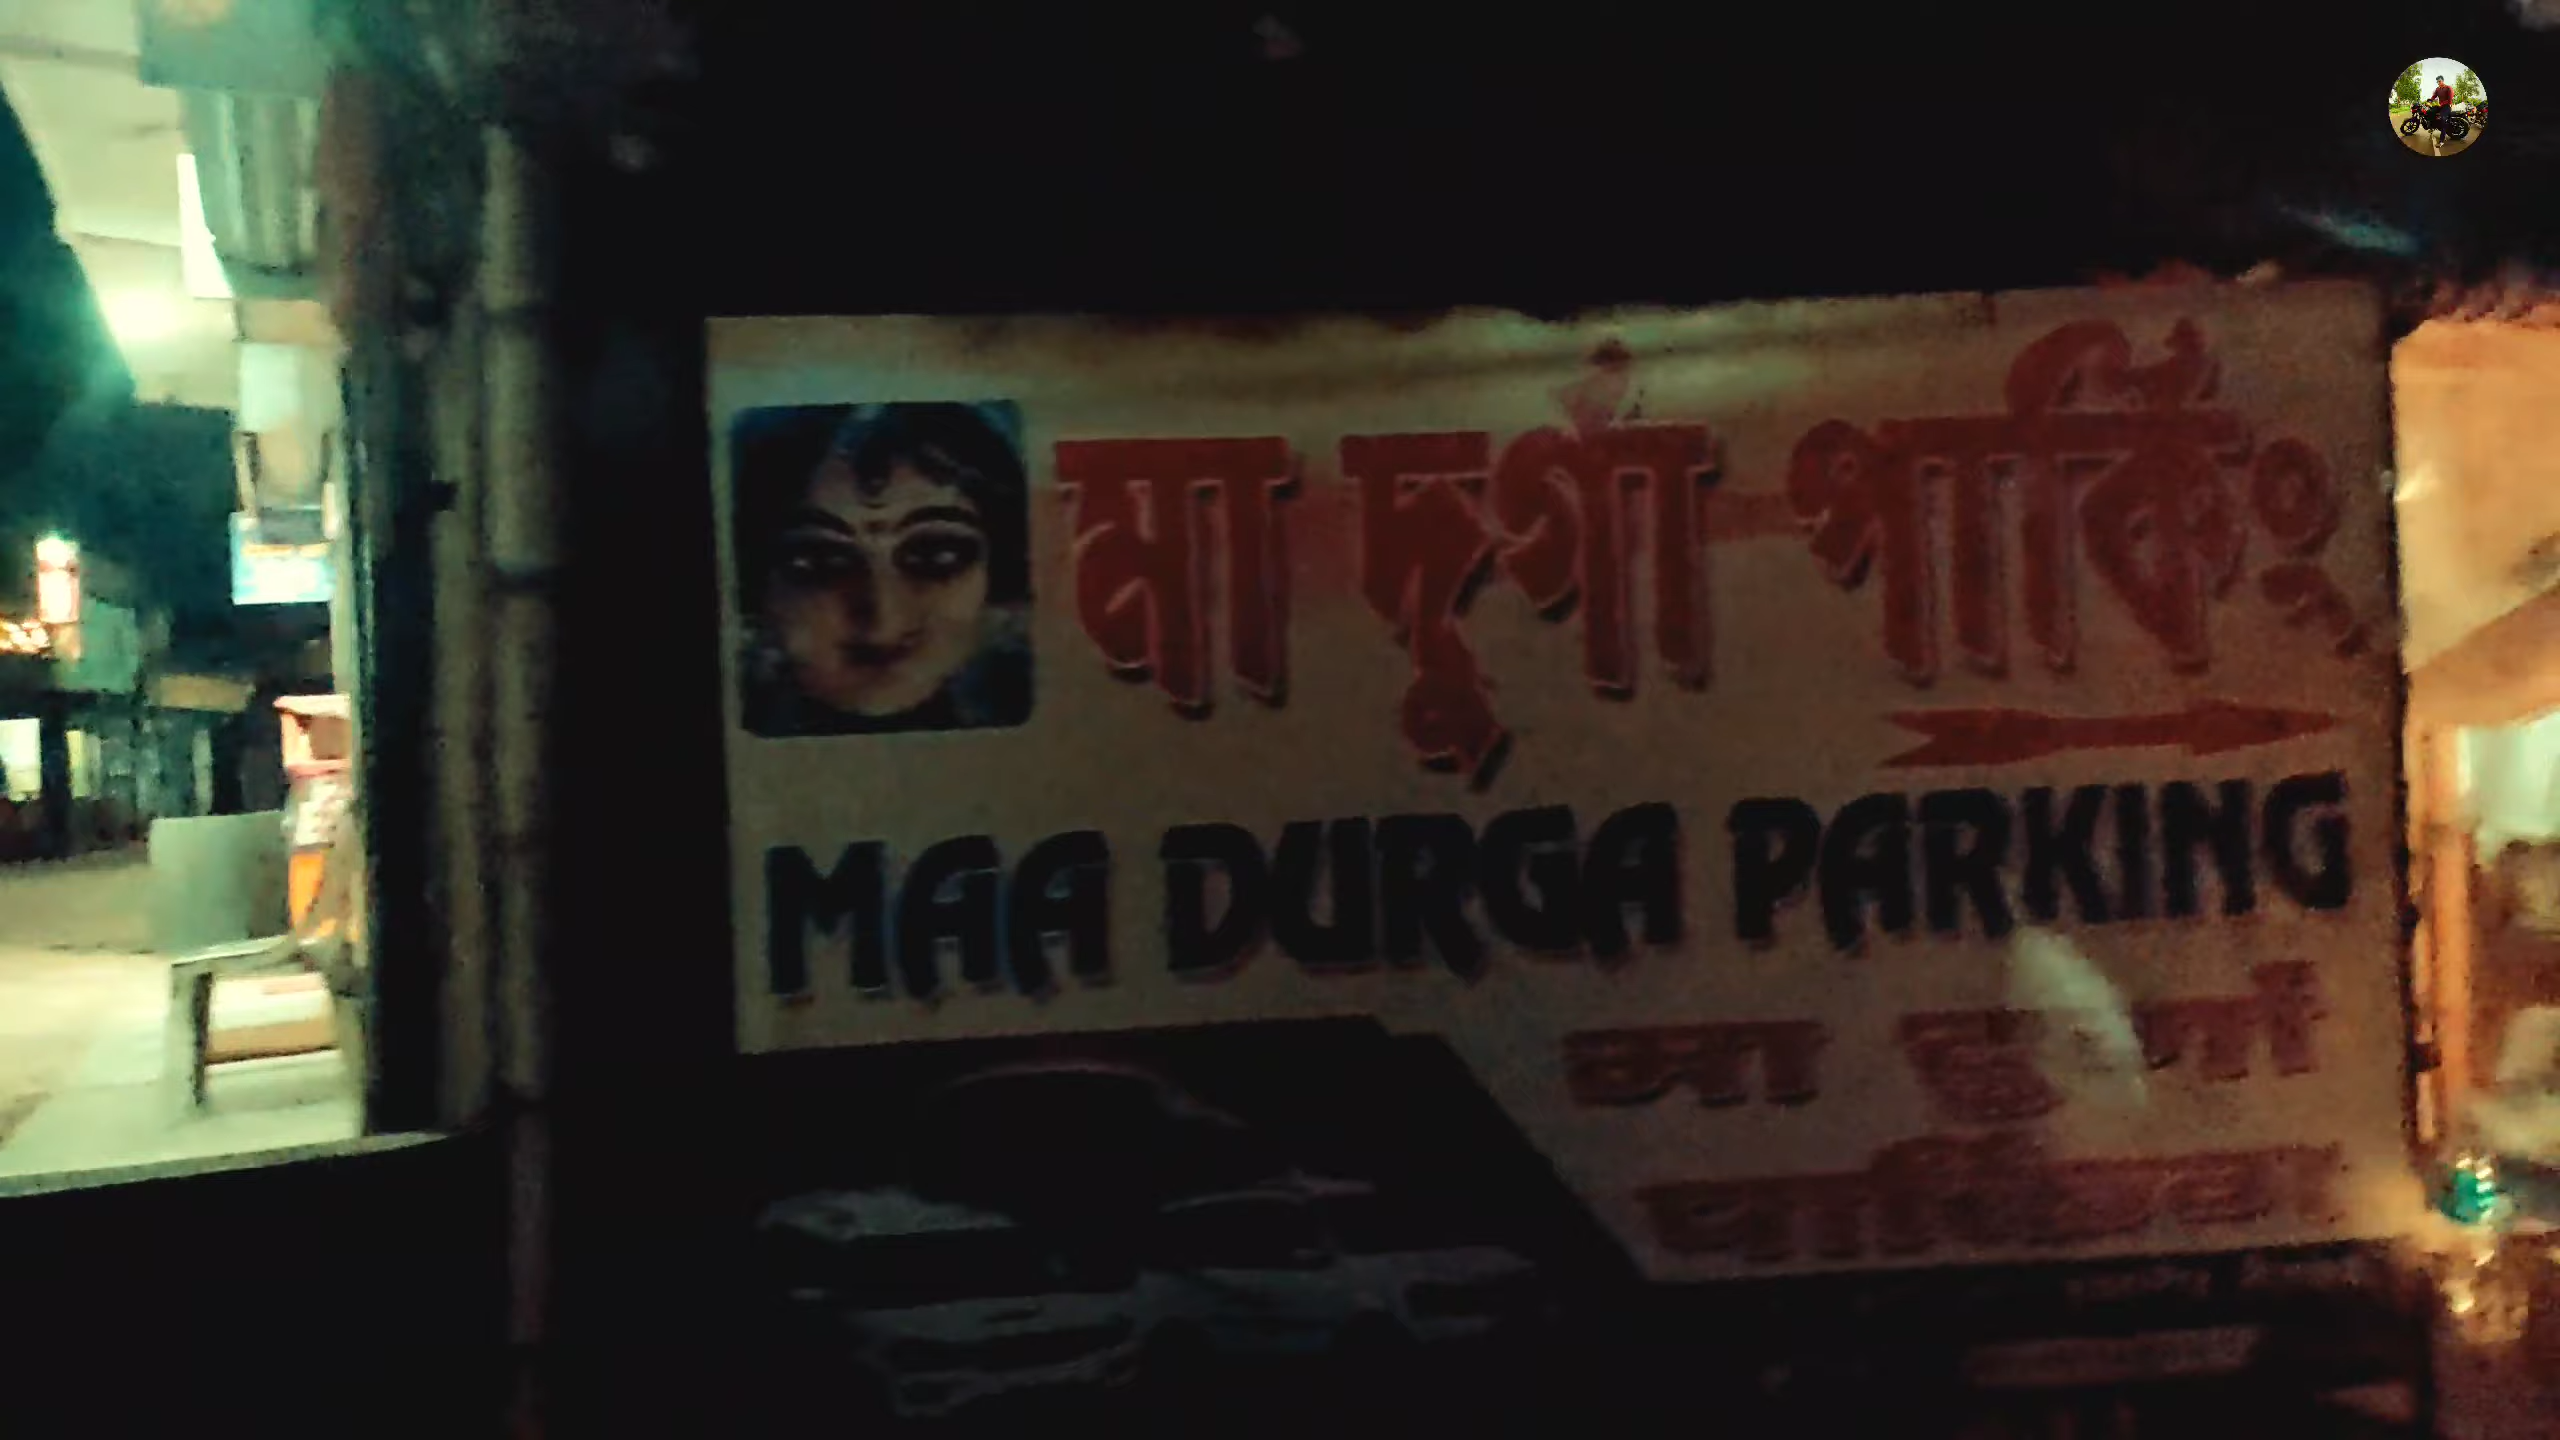 মা দুর্গা পার্কিং
MAA DURGA PARKING
मा दुर्गा
पार्किंग